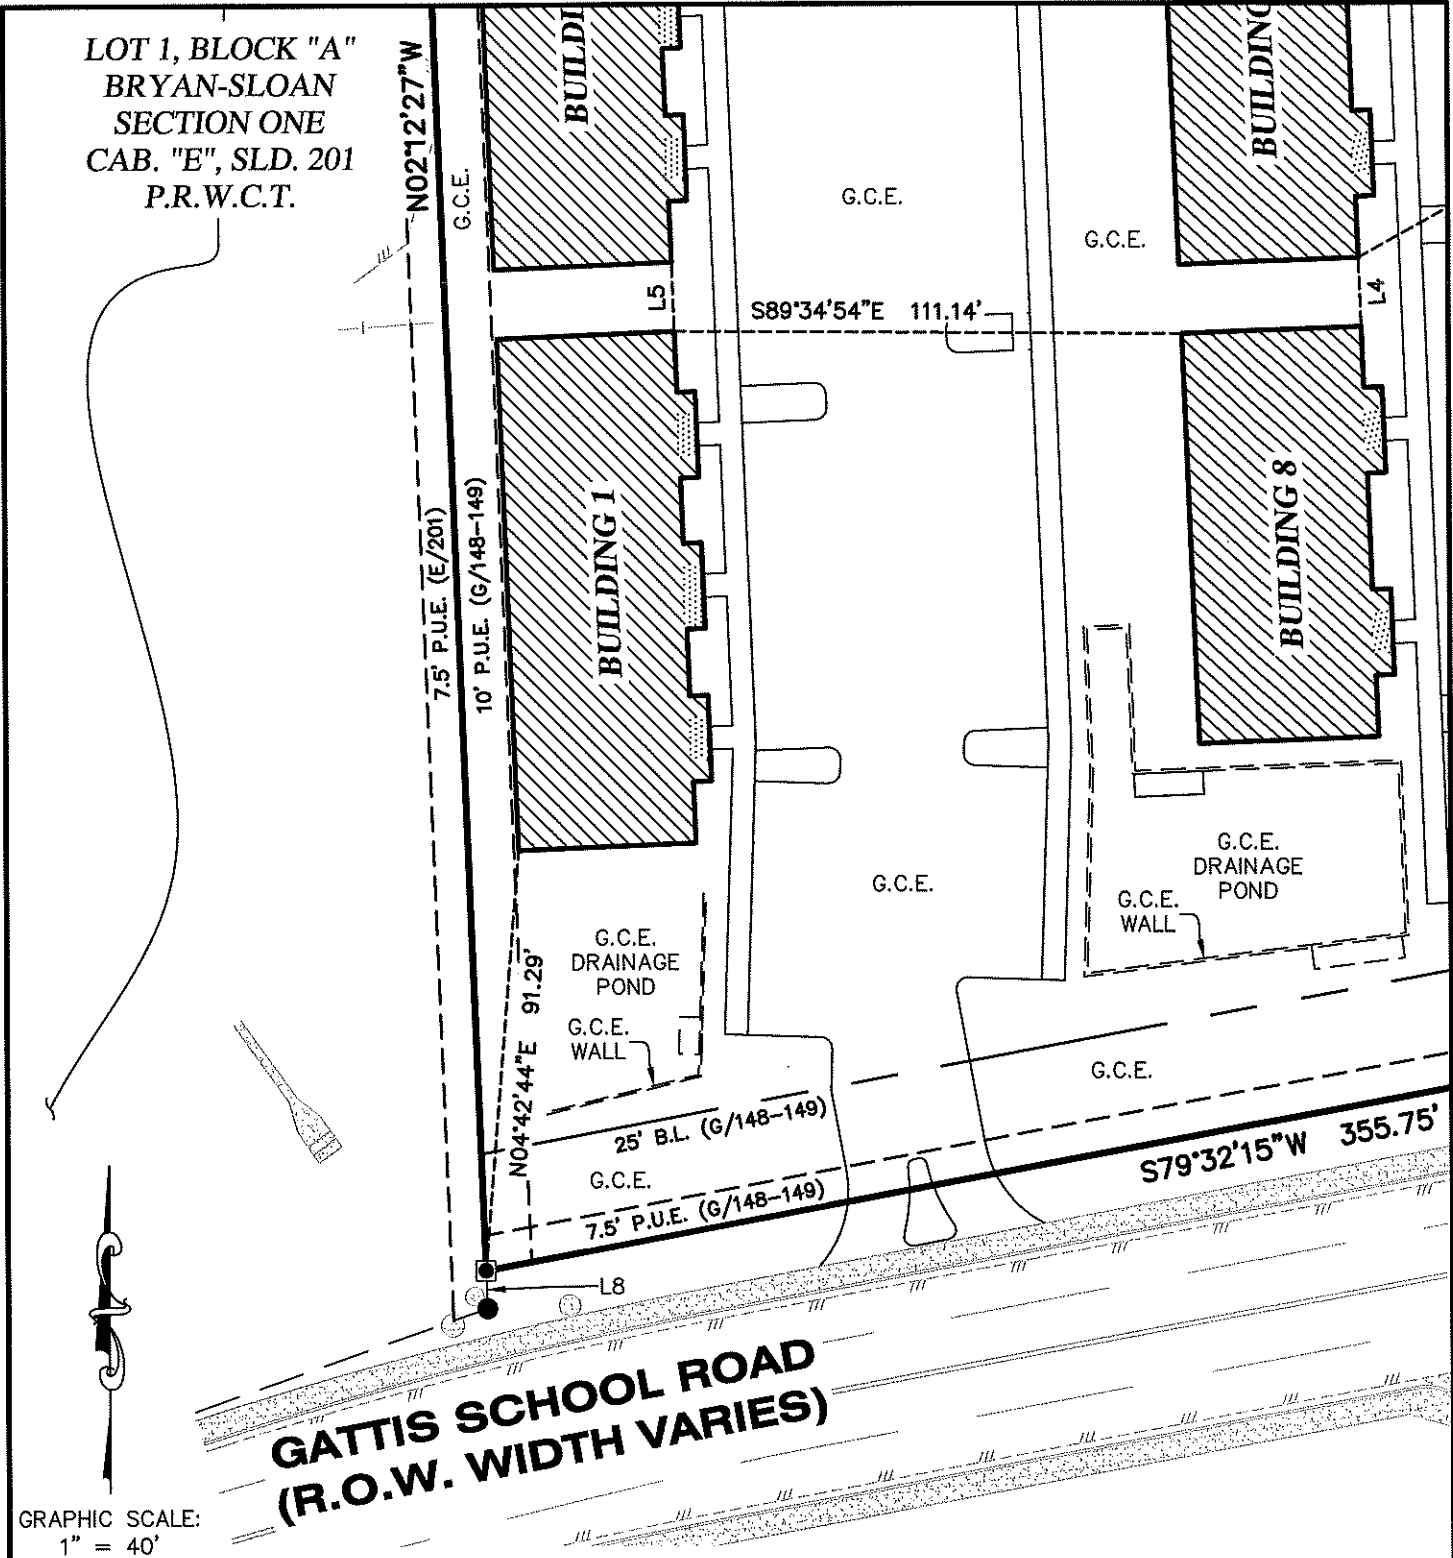 LOT 1, BLOCK "A"
BRYAN-SLOAN
SECTION ONE
CAB. "E", SLD. 201
P.R.W.C.T.
N02°12'27"W
G.C.E.
BUILDI
G.C.E.
G.C.E.
BUILDING
L5
S89°34'54"E 111.14'
L4
7.5' P.U.E. (E/201)
10' P.U.E. (G/148-149)
BUILDING 1
BUILDING 8
G.C.E.
G.C.E.
DRAINAGE
POND
G.C.E.
WALL
G.C.E.
DRAINAGE
POND
G.C.E.
WALL
N04°42'44"E 91.29'
25' B.L. (G/148-149)
G.C.E.
G.C.E.
7.5' P.U.E. (G/148-149)
S79°32'15"W 355.75'
L8
GATTIS SCHOOL ROAD
(R.O.W. WIDTH VARIES)
GRAPHIC SCALE:
1" = 40'